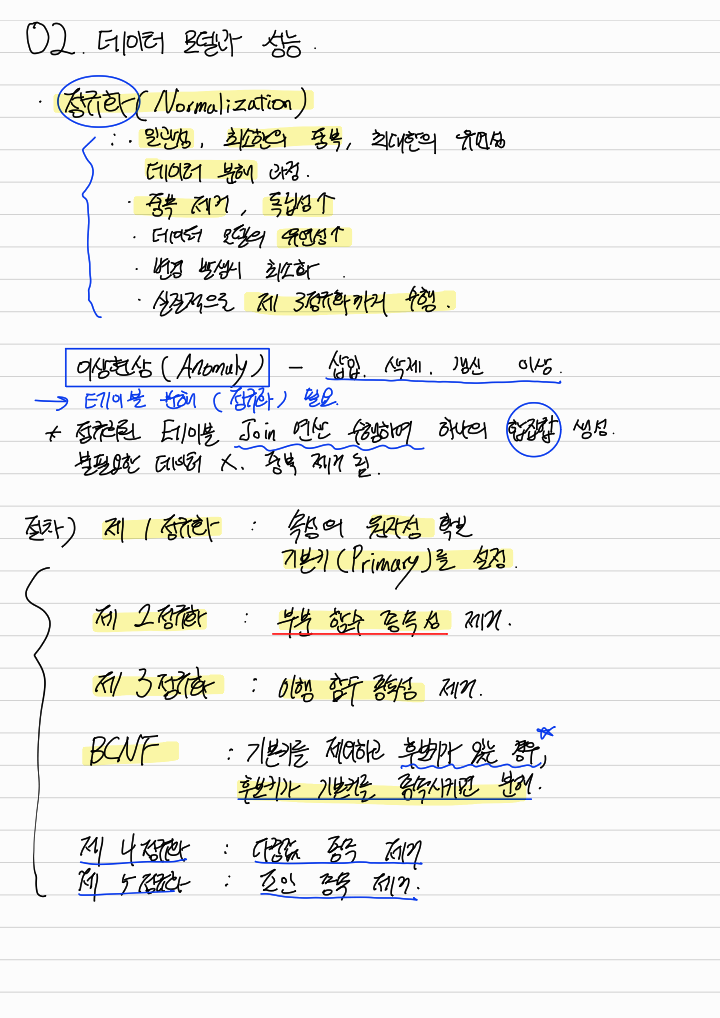 02. 데이터 모델과 성능.
· 정규화(Normalization)
: · 일관성, 최소한의 중복, 최대한의 유연성
데이터 분해 과정.
· 중복 제거, 독립성↑
· 데이터 모델의 유연성↑
· 변경 발생시 최소화.
· 실질적으로 제 3정규화까지 수행.
이상현상(Anomuly) - 삽입. 삭제. 갱신 이상.
→ 테이블 분해 (정규화) 필요.
* 정규화된 테이블 Join 연산 수행하여 하나의 합집합 생성.
불필요한 데이터 X. 중복 제거 됨.
절차) 제 1정규화 : 속성의 원자성 확보
기본키(Primary)를 설정.
제 2정규화 : 부분 함수 종속성 제거.
제 3정규화 : 이행 함수 종속성 제거.
BCNF : 기본키를 제외하고 후보키가 있는 경우,
후보키가 기본키를 종속시키면 분해.
제 4정규화 : 다중값 종속 제거
제 5정규화 : 조인 종속 제거.